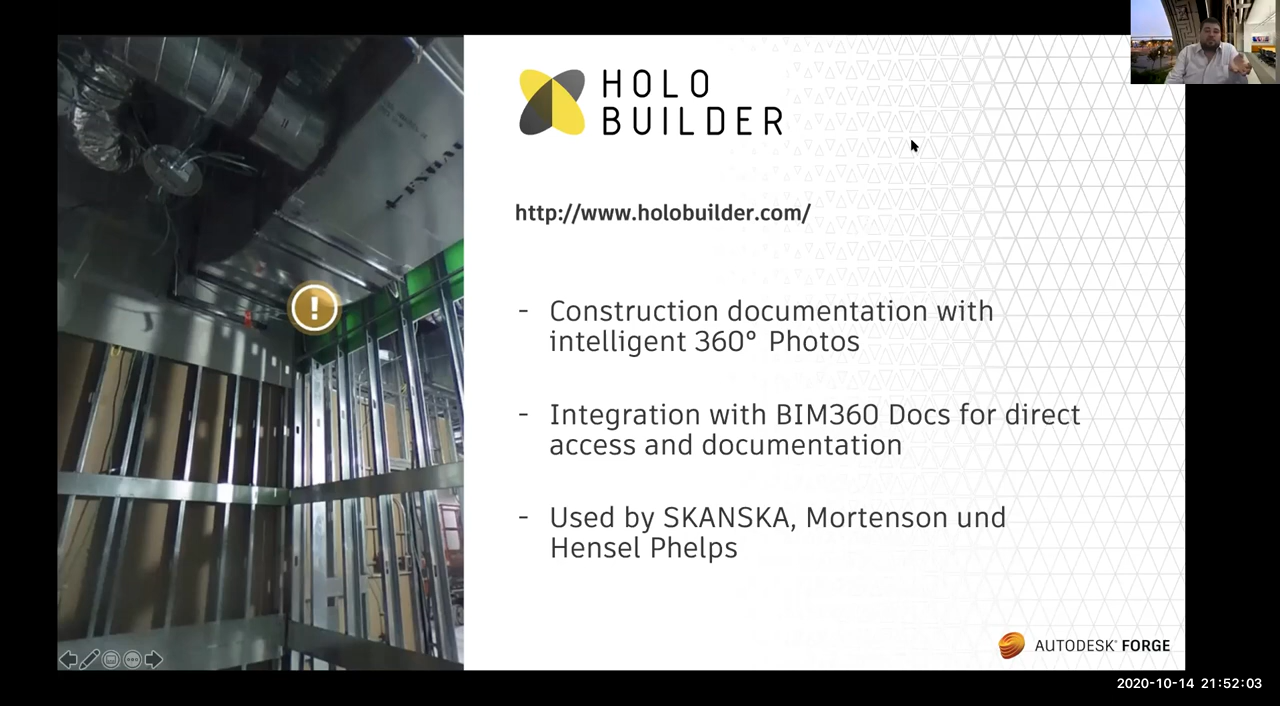 HOLO
BUILDER
http://www.holobuilder.com/
- Construction documentation with
intelligent 360° Photos
- Integration with BIM360 Docs for direct
access and documentation
- Used by SKANSKA, Mortenson und
Hensel Phelps
AUTODESK® FORGE
2020-10-14 21:52:03